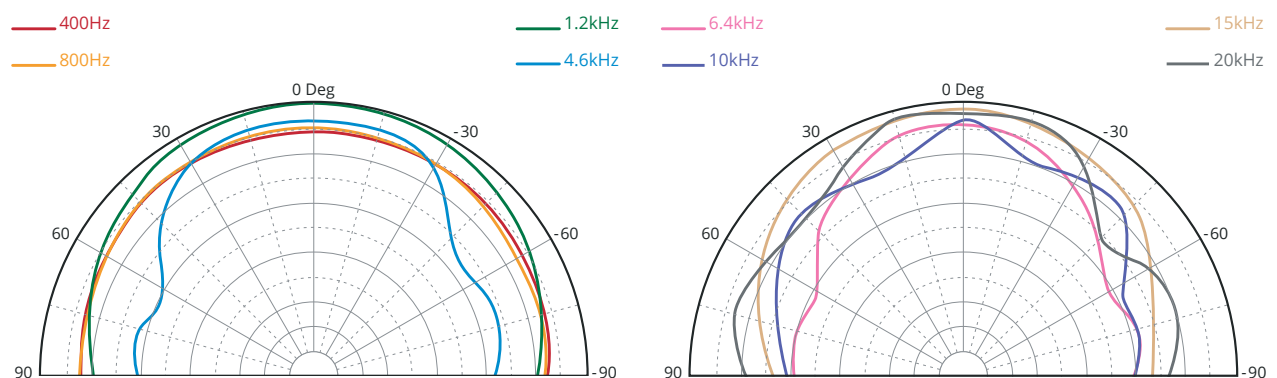 400Hz 1.2kHz 6.4kHz 15kHz
800Hz 4.6kHz 10kHz 20kHz
0 Deg 0 Deg
30 -30 30 -30
60 -60 60 -60
90 -90 90 -90